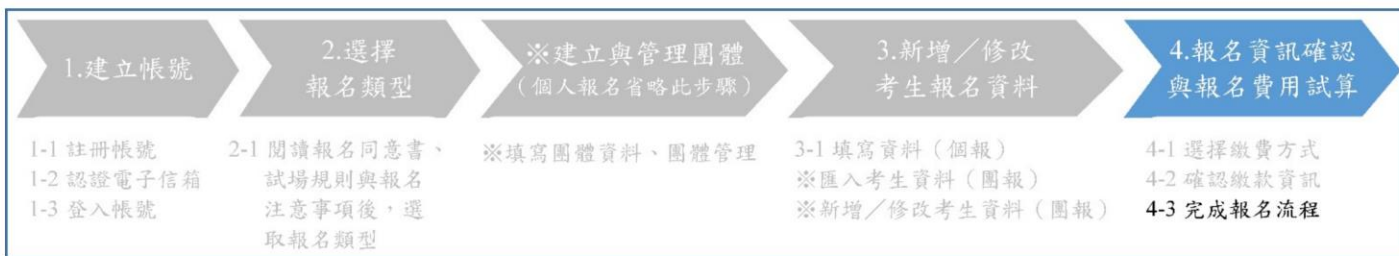 1.建立帳號
2.選擇
報名類型
※建立與管理團體
（個人報名省略此步驟）
3.新增／修改
考生報名資料
4.報名資訊確認
與報名費用試算
1-1 註冊帳號
1-2 認證電子信箱
1-3 登入帳號
2-1 閱讀報名同意書、
試場規則與報名
注意事項後，選
取報名類型
※填寫團體資料、團體管理
3-1 填寫資料（個報）
※匯入考生資料（團報）
※新增／修改考生資料（團報）
4-1 選擇繳費方式
4-2 確認繳款資訊
4-3 完成報名流程